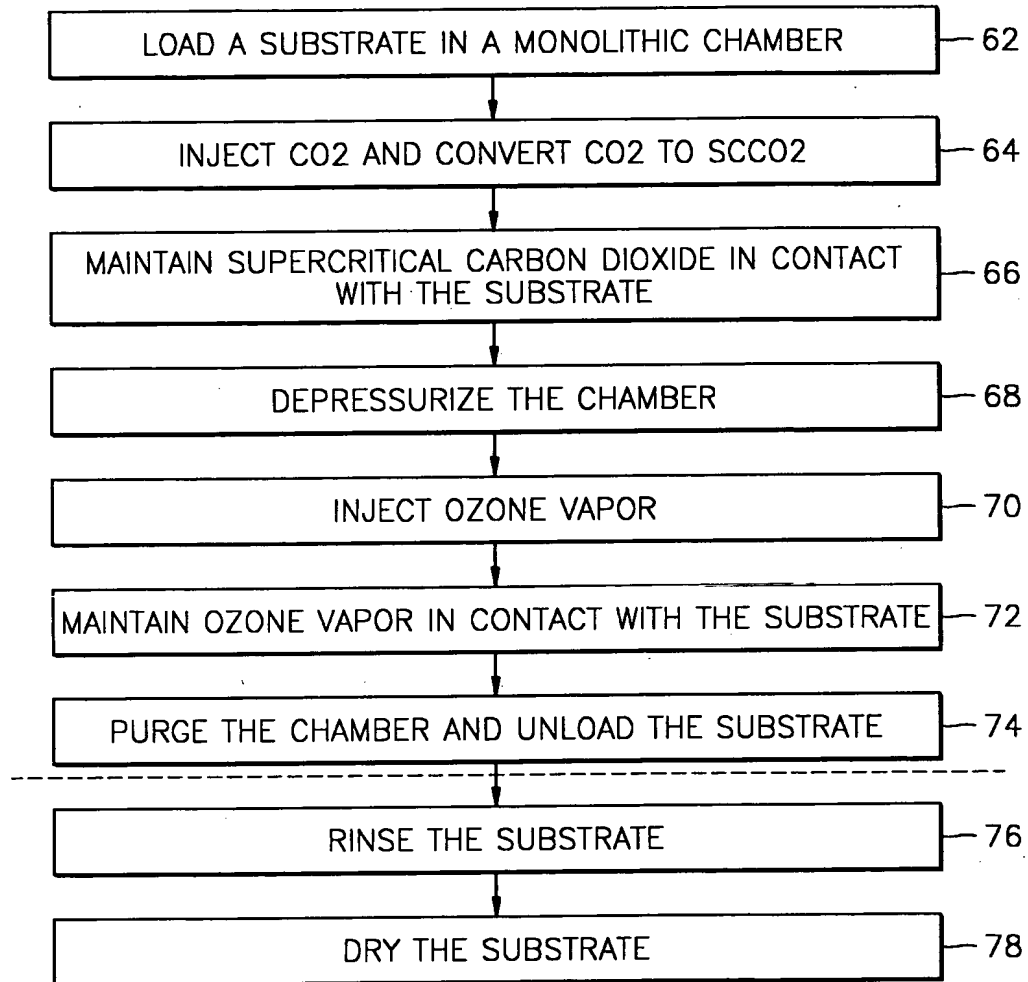 LOAD A SUBSTRATE IN A MONOLITHIC CHAMBER 62
INJECT CO2 AND CONVERT CO2 TO SCCO2 64
MAINTAIN SUPERCRITICAL CARBON DIOXIDE IN CONTACT 66
WITH THE SUBSTRATE
DEPRESSURIZE THE CHAMBER 68
INJECT OZONE VAPOR 70
MAINTAIN OZONE VAPOR IN CONTACT WITH THE SUBSTRATE 72
PURGE THE CHAMBER AND UNLOAD THE SUBSTRATE 74
RINSE THE SUBSTRATE 76
DRY THE SUBSTRATE 78